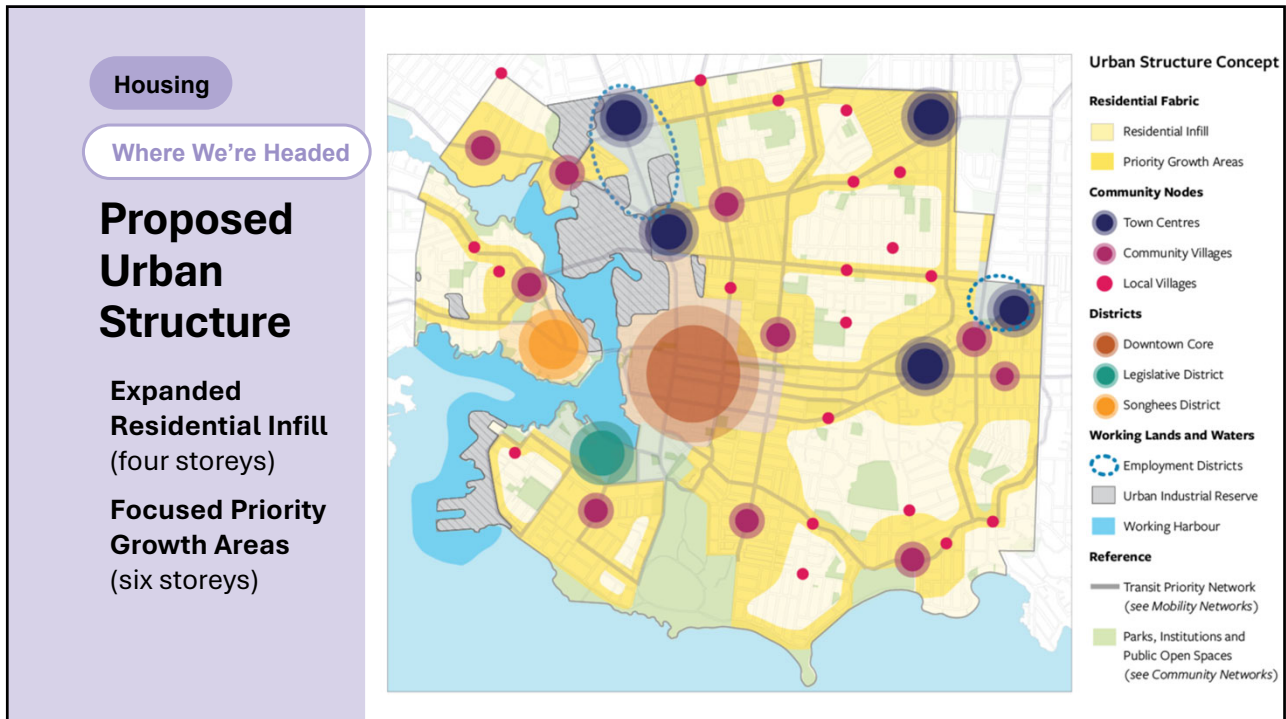 Housing
Where We're Headed
Proposed
Urban
Structure
Expanded
Residential Infill
(four storeys)
Focused Priority
Growth Areas
(six storeys)
Urban Structure Concept
Residential Fabric
Residential Infill
Priority Growth Areas
Community Nodes
Town Centres
Community Villages
Local Villages
Districts
Downtown Core
Legislative District
Songhees District
Working Lands and Waters
Employment Districts
Urban Industrial Reserve
Working Harbour
Reference
Transit Priority Network
(see Mobility Networks)
Parks, Institutions and
Public Open Spaces
(see Community Networks)